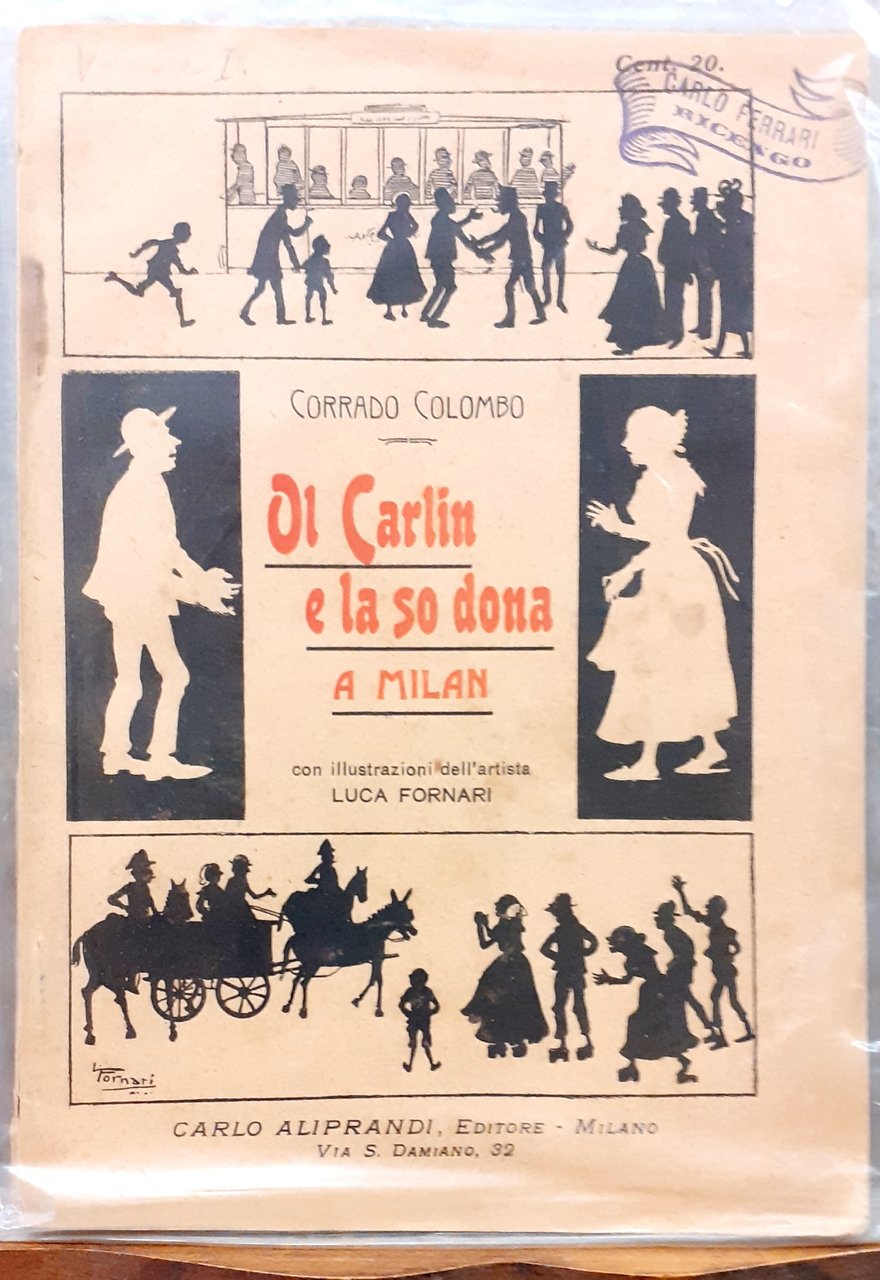 Cent. 20.
CARLO FERRARI
BICENGO
CORRADO COLOMBO
Ol Carlin
e la so dona
A MILAN
con illustrazioni dell'artista
LUCA FORNARI
L. Fornari
CARLO ALIPRANDI, EDITORE - MILANO
VIA S. DAMIANO, 32